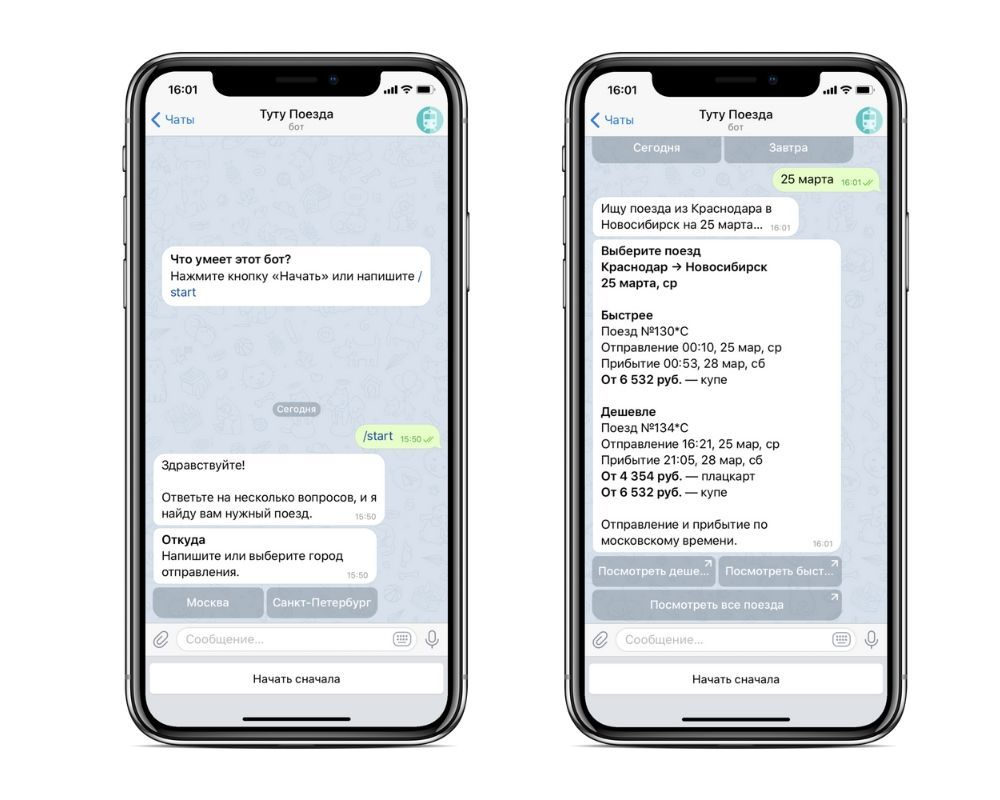 16:01
Чаты
Туту Поезда
бот
Что умеет этот бот?
Нажмите кнопку «Начать» или напишите /
start
Сегодня
/start 15:50
Здравствуйте!
Ответьте на несколько вопросов, и я
найду вам нужный поезд. 15:50
Откуда
Напишите или выберите город
отправления. 15:50
Москва
Санкт-Петербург
Сообщение...
Начать сначала
16:01
Чаты
Туту Поезда
бот
Сегодня
Завтра
25 марта 16:01
Ищу поезда из Краснодара в
Новосибирск на 25 марта... 16:01
Выберите поезд
Краснодар → Новосибирск
25 марта, ср
Быстрее
Поезд №130*С
Отправление 00:10, 25 мар, ср
Прибытие 00:53, 28 мар, сб
От 6 532 руб. — купе
Дешевле
Поезд №134*С
Отправление 16:21, 25 мар, ср
Прибытие 21:05, 28 мар, сб
От 4 354 руб. — плацкарт
От 6 532 руб. — купе
Отправление и прибытие по
московскому времени. 16:01
Посмотреть деше...
Посмотреть быст...
Посмотреть все поезда
Сообщение...
Начать сначала